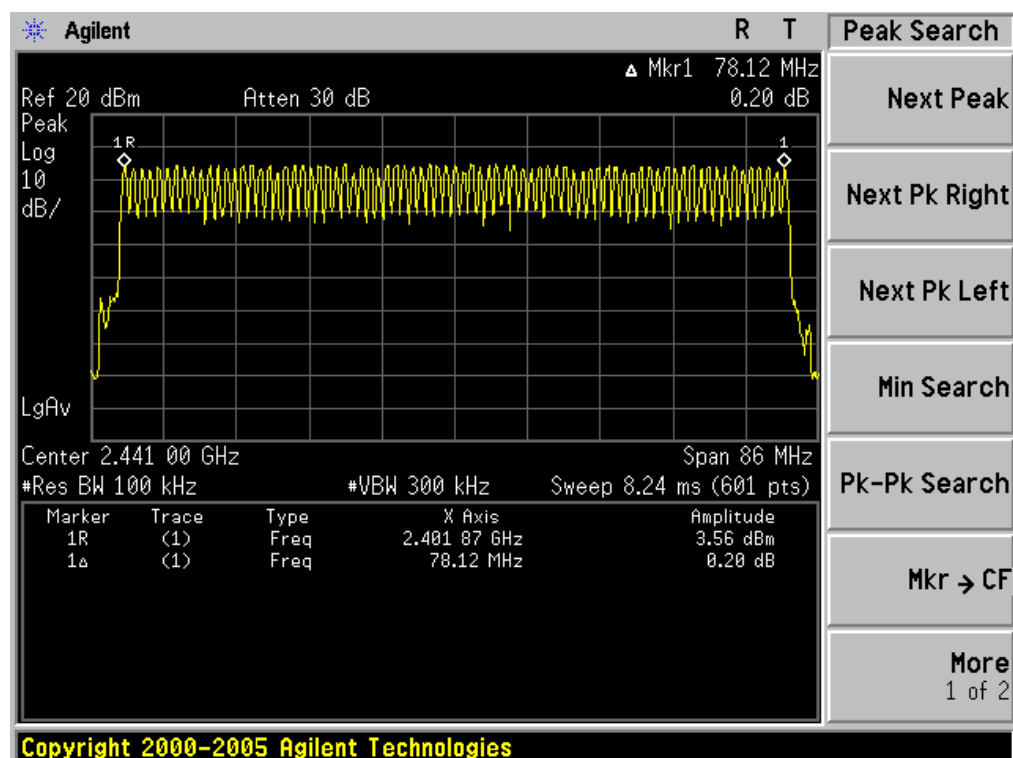 Agilent R T Peak Search
Δ Mkr1 78.12 MHz
Ref 20 dBm Atten 30 dB 0.20 dB
Peak
Log
10
dB/
1R
1
LgAv
Center 2.441 00 GHz Span 86 MHz
#Res BW 100 kHz #VBW 300 kHz Sweep 8.24 ms (601 pts)
Marker Trace Type X Axis Amplitude
1R (1) Freq 2.401 87 GHz 3.56 dBm
1Δ (1) Freq 78.12 MHz 0.20 dB
Next Peak
Next Pk Right
Next Pk Left
Min Search
Pk-Pk Search
Mkr → CF
More
1 of 2
Copyright 2000-2005 Agilent Technologies